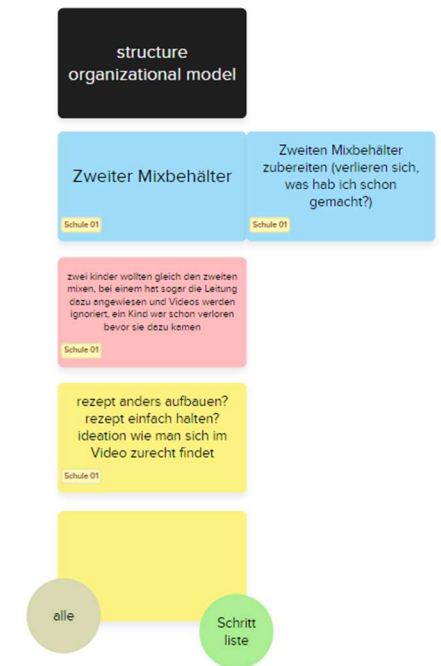 structure
organizational model
Zweiter Mixbehälter
Schule 01
Zweiten Mixbehälter
zubereiten (verlieren sich,
was hab ich schon
gemacht?)
Schule 01
zwei kinder wollten gleich den zweiten
mixen, bei einem hat sogar die Leitung
dazu angewiesen und Videos werden
ignoriert, ein Kind war schon verloren
bevor sie dazu kamen
Schule 01
rezept anders aufbauen?
rezept einfach halten?
ideation wie man sich im
Video zurecht findet
Schule 01
alle
Schritt
liste